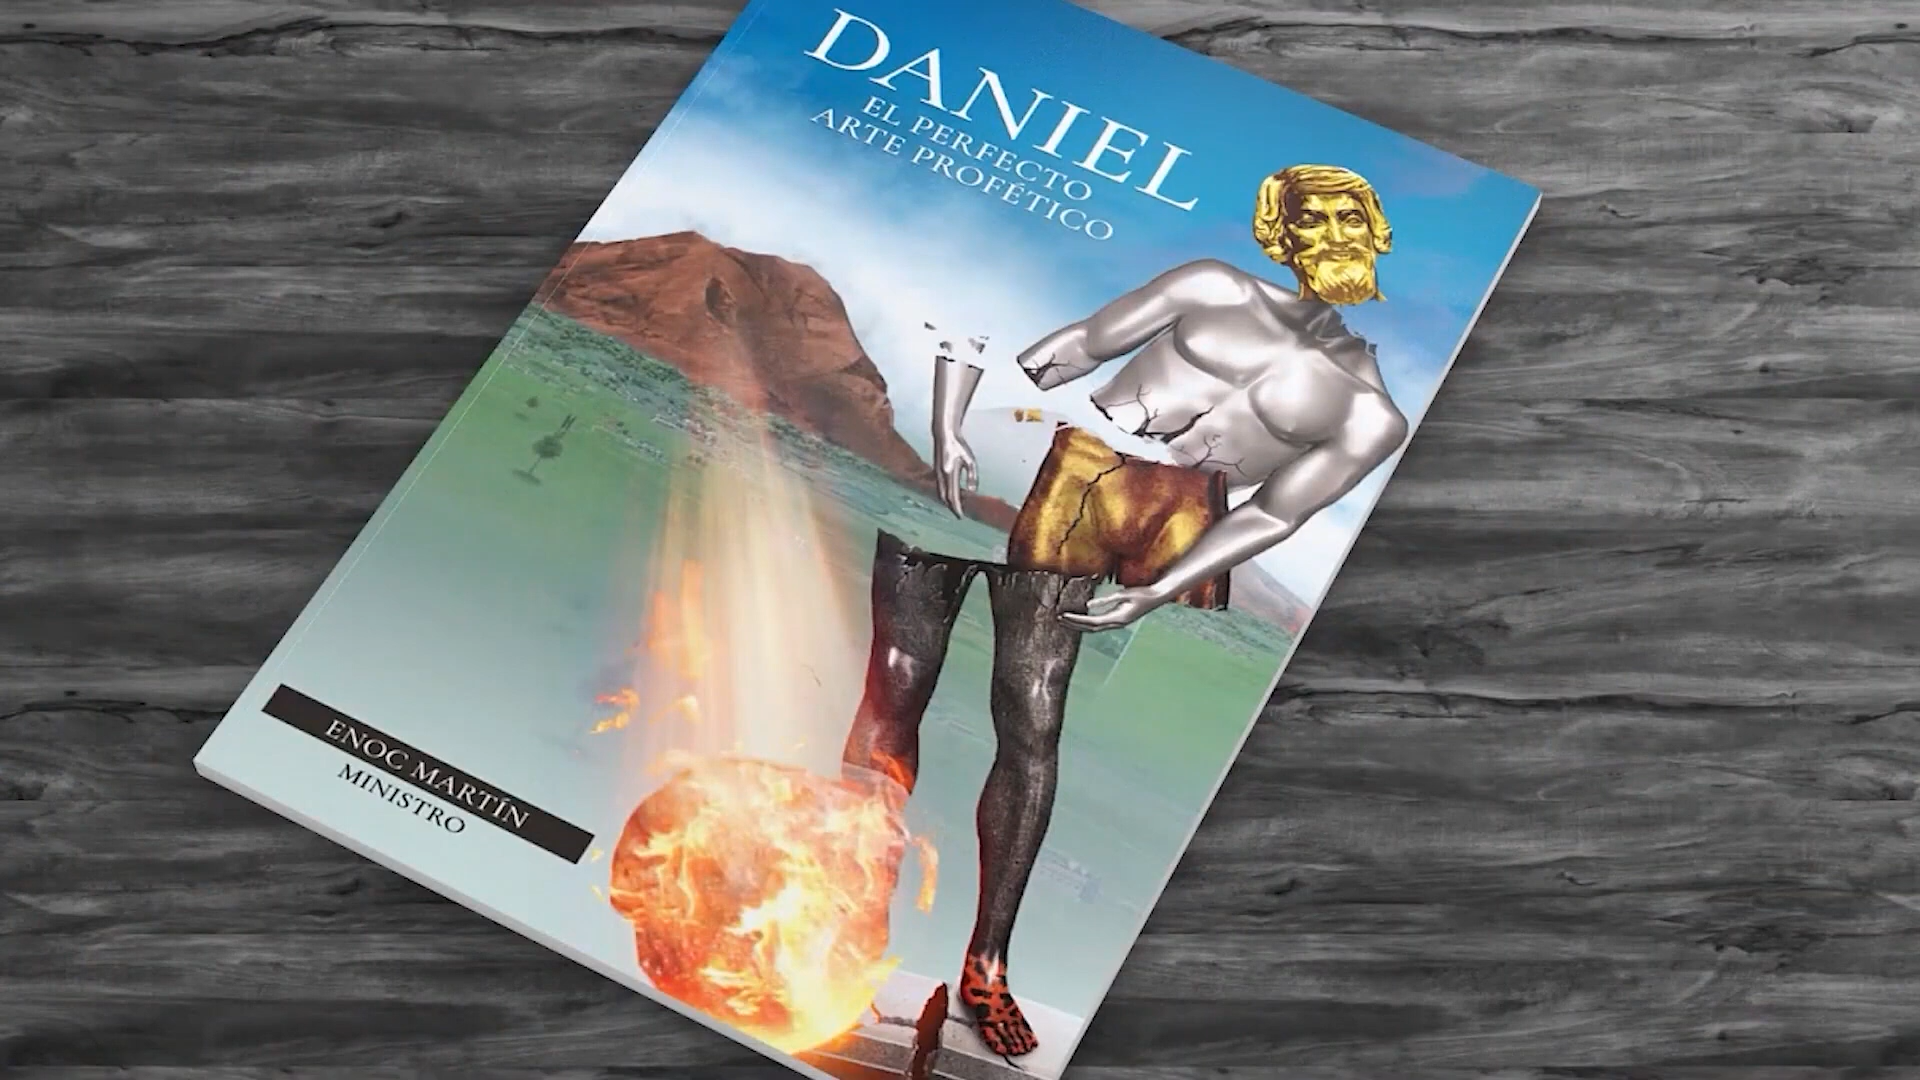 DANIEL
EL PERFECTO
ARTE PROFÉTICO
ENOC MARTÍN
MINISTRO